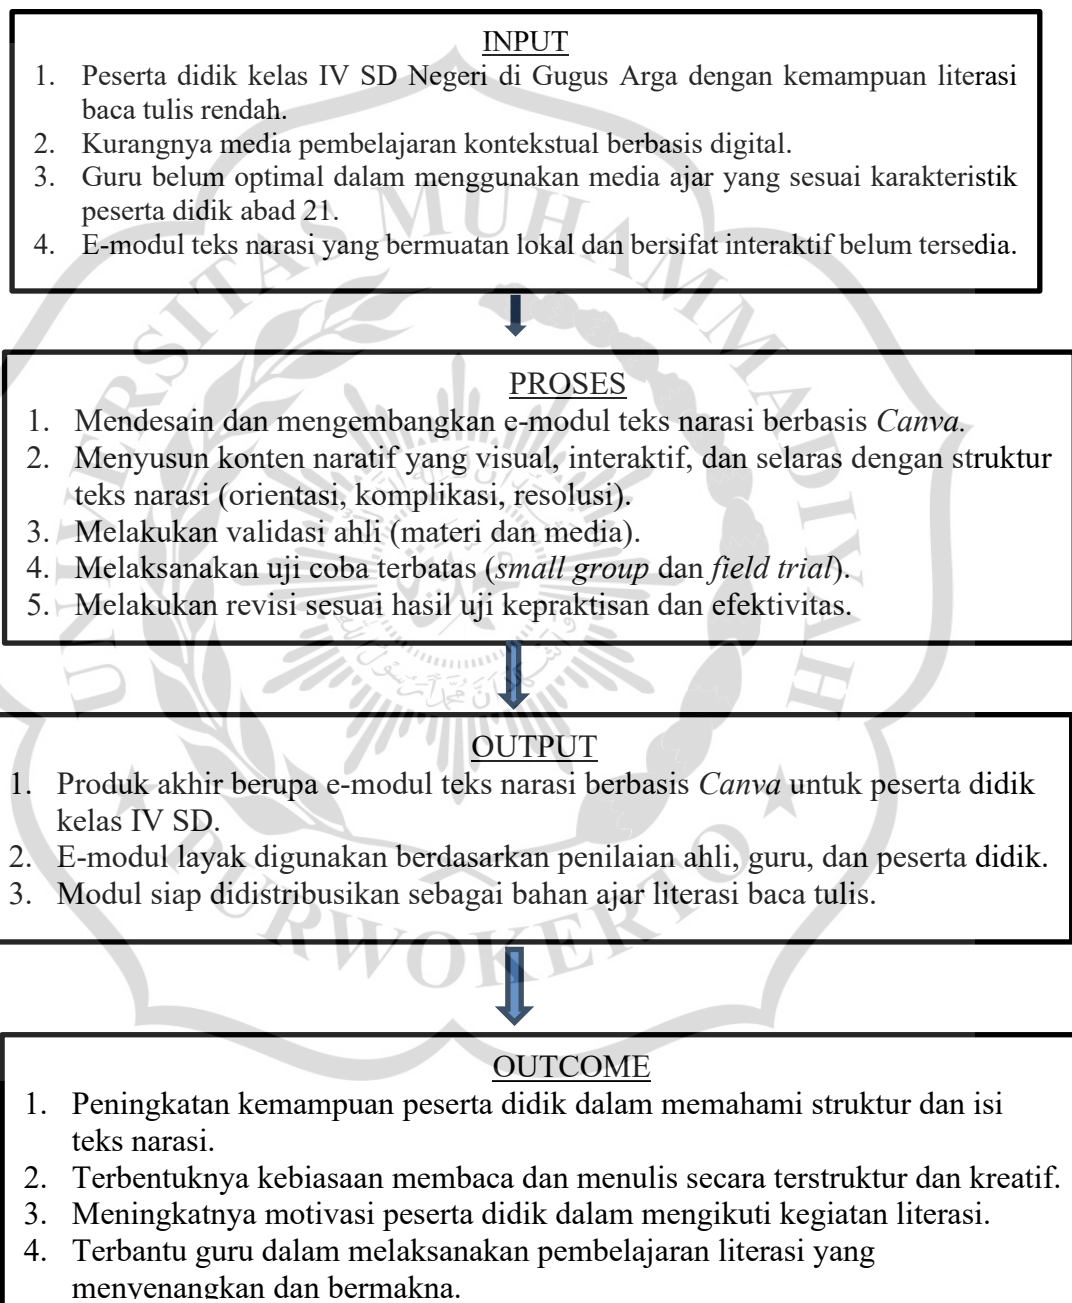 INPUT
1. Peserta didik kelas IV SD Negeri di Gugus Arga dengan kemampuan literasi
baca tulis rendah.
2. Kurangnya media pembelajaran kontekstual berbasis digital.
3. Guru belum optimal dalam menggunakan media ajar yang sesuai karakteristik
peserta didik abad 21.
4. E-modul teks narasi yang bermuatan lokal dan bersifat interaktif belum tersedia.
PROSES
1. Mendesain dan mengembangkan e-modul teks narasi berbasis Canva.
2. Menyusun konten naratif yang visual, interaktif, dan selaras dengan struktur
teks narasi (orientasi, komplikasi, resolusi).
3. Melakukan validasi ahli (materi dan media).
4. Melaksanakan uji coba terbatas (small group dan field trial).
5. Melakukan revisi sesuai hasil uji kepraktisan dan efektivitas.
OUTPUT
1. Produk akhir berupa e-modul teks narasi berbasis Canva untuk peserta didik
kelas IV SD.
2. E-modul layak digunakan berdasarkan penilaian ahli, guru, dan peserta didik.
3. Modul siap didistribusikan sebagai bahan ajar literasi baca tulis.
OUTCOME
1. Peningkatan kemampuan peserta didik dalam memahami struktur dan isi
teks narasi.
2. Terbentuknya kebiasaan membaca dan menulis secara terstruktur dan kreatif.
3. Meningkatnya motivasi peserta didik dalam mengikuti kegiatan literasi.
4. Terbantu guru dalam melaksanakan pembelajaran literasi yang
menyenangkan dan bermakna.
UNIVERSITAS MUHAMMADIYAH
PURWOKERTO